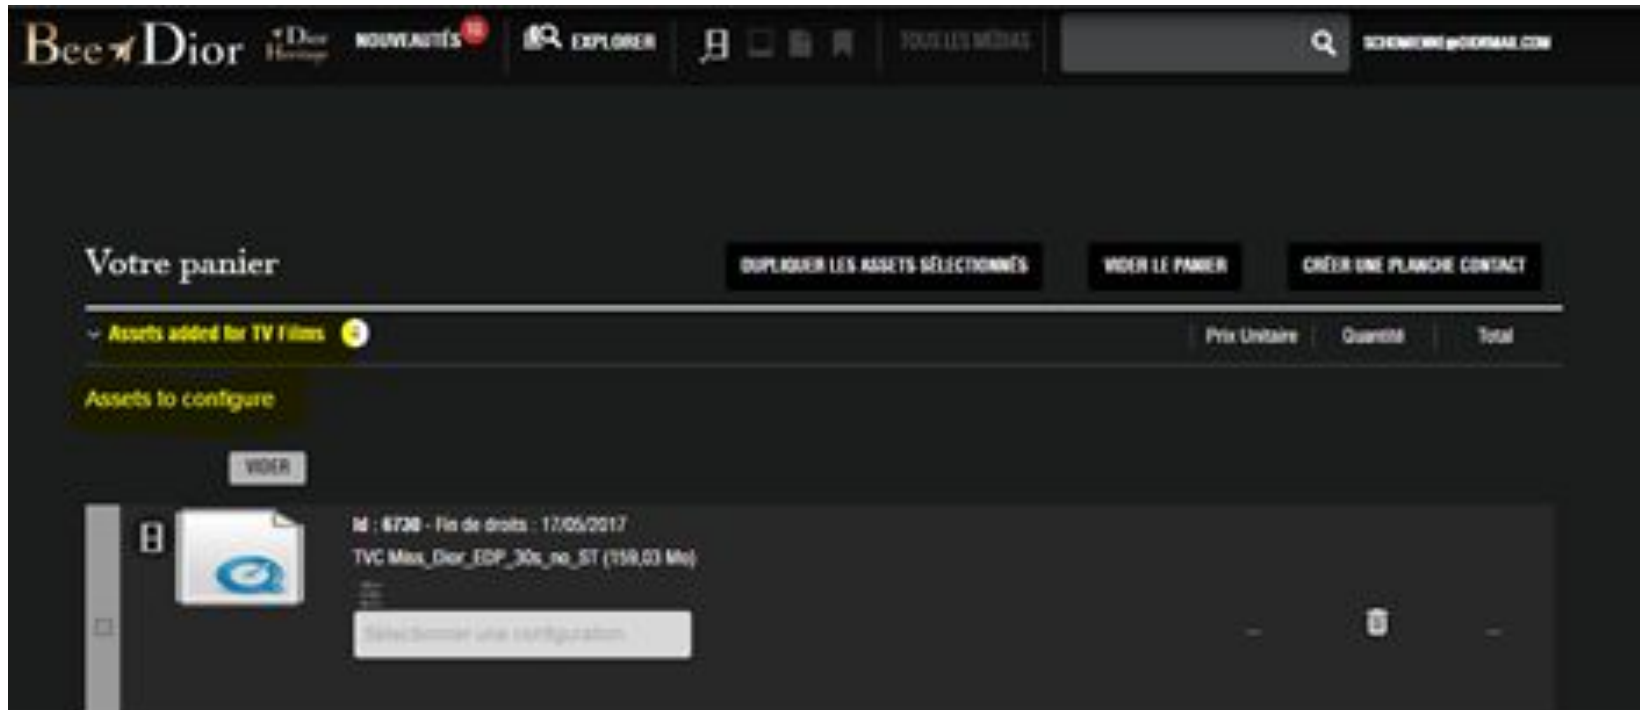 Bee Dior Dior Heritage NOUVEAUTÉS EXPLORER TOUS LES MÉDIAS
Votre panier DUPLIQUER LES ASSETS SÉLECTIONNÉS VIDER LE PANIER CRÉER UNE PLANCHE CONTACT
Assets added for TV Films Prix Unitaire Quantité Total
Assets to configure
VIDER
Id : 6730 - Fin de droits : 17/05/2017
TVC Miss_Dior_EDP_30s_no_ST (159,03 Mo)
Sélectionner une configuration